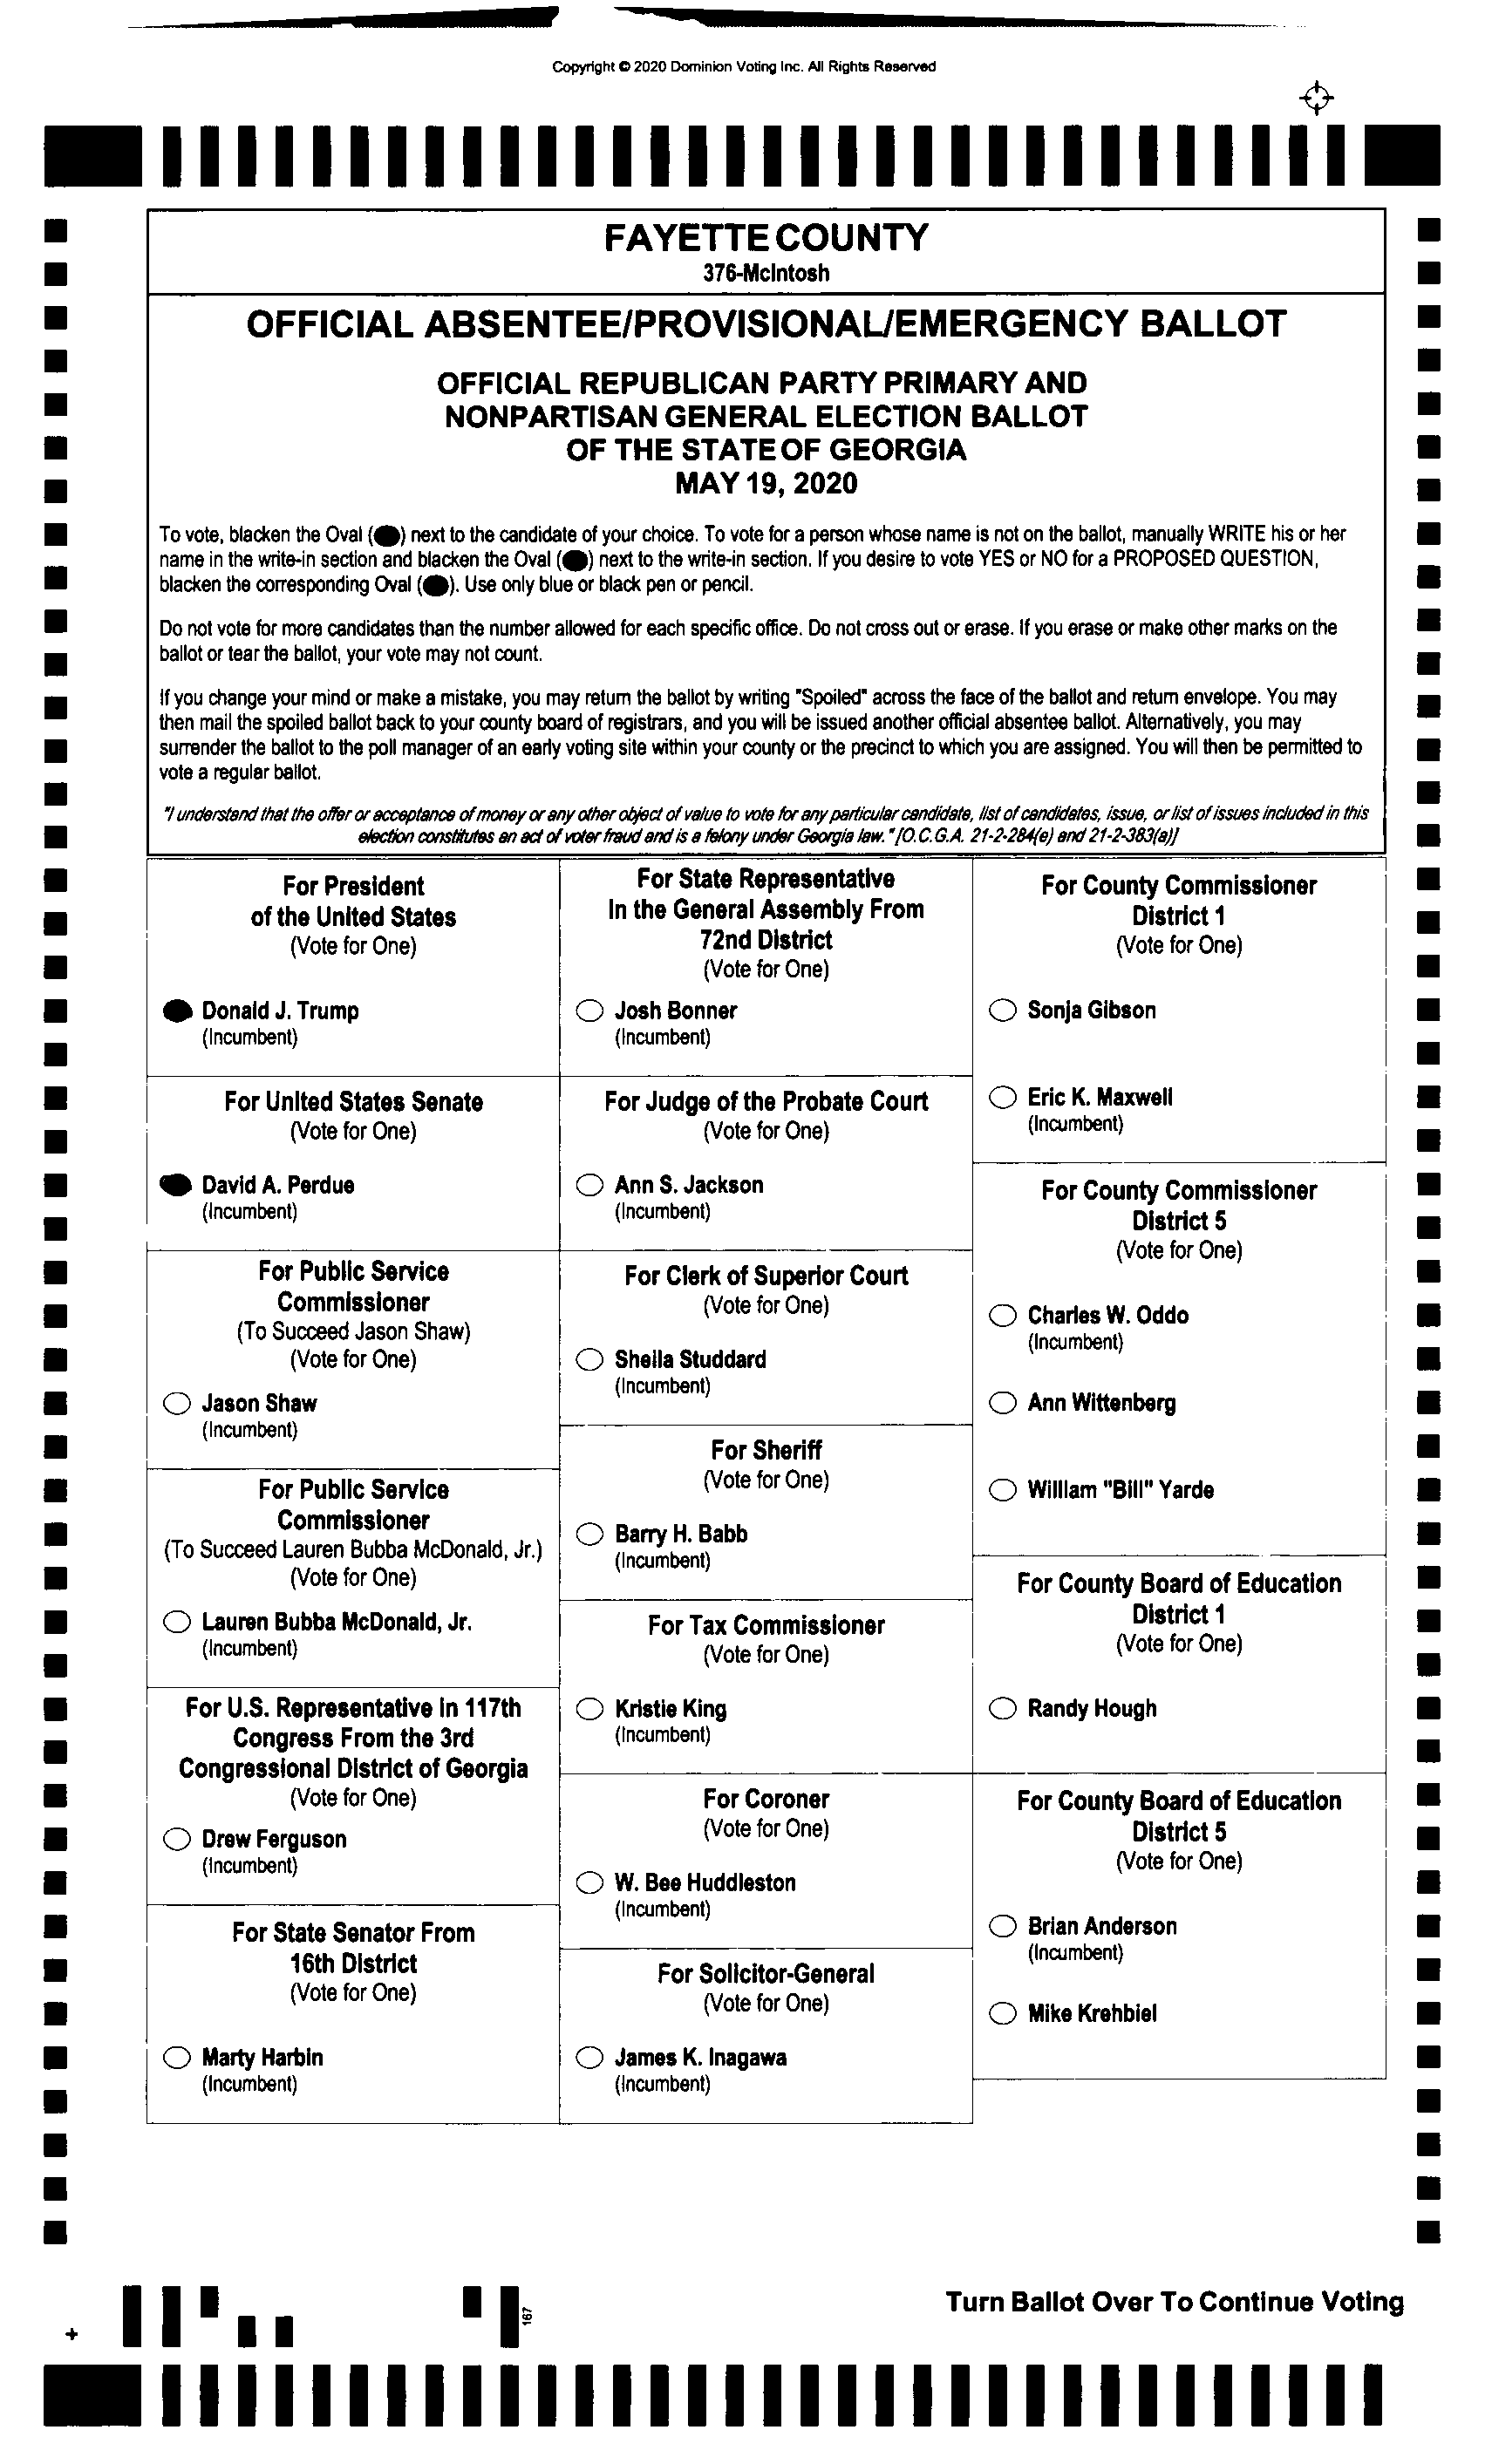 Copyright © 2020 Dominion Voting Inc. All Rights Reserved
FAYETTE COUNTY
376-McIntosh
OFFICIAL ABSENTEE/PROVISIONAL/EMERGENCY BALLOT
OFFICIAL REPUBLICAN PARTY PRIMARY AND
NONPARTISAN GENERAL ELECTION BALLOT
OF THE STATE OF GEORGIA
MAY 19, 2020
To vote, blacken the Oval (⬬) next to the candidate of your choice. To vote for a person whose name is not on the ballot, manually WRITE his or her
name in the write-in section and blacken the Oval (⬬) next to the write-in section. If you desire to vote YES or NO for a PROPOSED QUESTION,
blacken the corresponding Oval (⬬). Use only blue or black pen or pencil.
Do not vote for more candidates than the number allowed for each specific office. Do not cross out or erase. If you erase or make other marks on the
ballot or tear the ballot, your vote may not count.
If you change your mind or make a mistake, you may return the ballot by writing "Spoiled" across the face of the ballot and return envelope. You may
then mail the spoiled ballot back to your county board of registrars, and you will be issued another official absentee ballot. Alternatively, you may
surrender the ballot to the poll manager of an early voting site within your county or the precinct to which you are assigned. You will then be permitted to
vote a regular ballot.
"I understand that the offer or acceptance of money or any other object of value to vote for any particular candidate, list of candidates, issue, or list of issues included in this
election constitutes an act of voter fraud and is a felony under Georgia law." [O.C.G.A. 21-2-284(e) and 21-2-383(a)]
For President
of the United States
(Vote for One)
Donald J. Trump
(Incumbent)
For United States Senate
(Vote for One)
David A. Perdue
(Incumbent)
For Public Service
Commissioner
(To Succeed Jason Shaw)
(Vote for One)
Jason Shaw
(Incumbent)
For Public Service
Commissioner
(To Succeed Lauren Bubba McDonald, Jr.)
(Vote for One)
Lauren Bubba McDonald, Jr.
(Incumbent)
For U.S. Representative in 117th
Congress From the 3rd
Congressional District of Georgia
(Vote for One)
Drew Ferguson
(Incumbent)
For State Senator From
16th District
(Vote for One)
Marty Harbin
(Incumbent)
For State Representative
In the General Assembly From
72nd District
(Vote for One)
Josh Bonner
(Incumbent)
For Judge of the Probate Court
(Vote for One)
Ann S. Jackson
(Incumbent)
For Clerk of Superior Court
(Vote for One)
Sheila Studdard
(Incumbent)
For Sheriff
(Vote for One)
Barry H. Babb
(Incumbent)
For Tax Commissioner
(Vote for One)
Kristie King
(Incumbent)
For Coroner
(Vote for One)
W. Bee Huddleston
(Incumbent)
For Solicitor-General
(Vote for One)
James K. Inagawa
(Incumbent)
For County Commissioner
District 1
(Vote for One)
Sonja Gibson
Eric K. Maxwell
(Incumbent)
For County Commissioner
District 5
(Vote for One)
Charles W. Oddo
(Incumbent)
Ann Wittenberg
William "Bill" Yarde
For County Board of Education
District 1
(Vote for One)
Randy Hough
For County Board of Education
District 5
(Vote for One)
Brian Anderson
(Incumbent)
Mike Krehbiel
167
Turn Ballot Over To Continue Voting